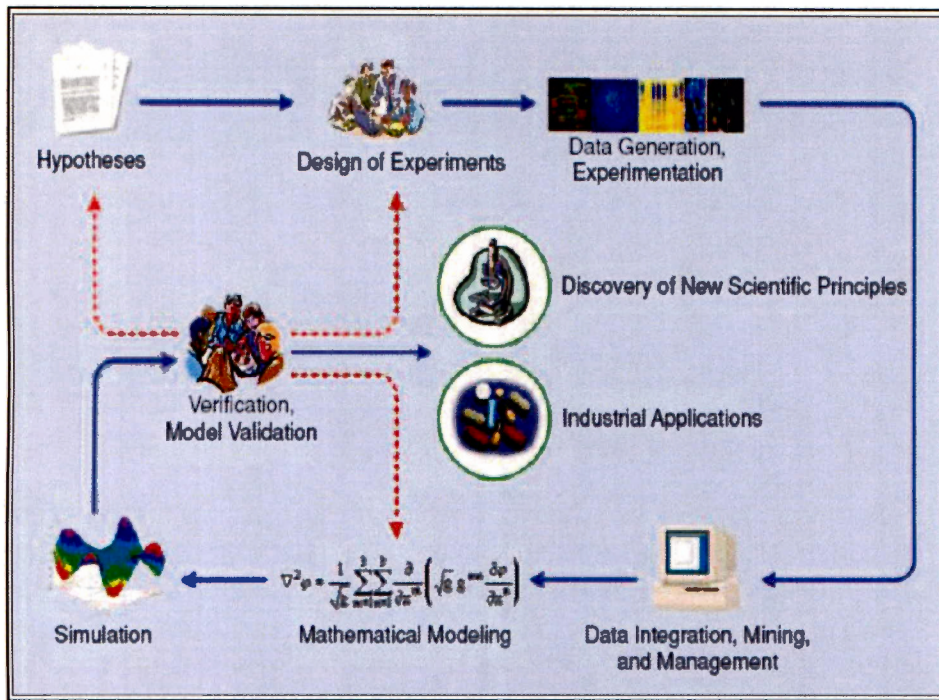 Hypotheses
Design of Experiments
Data Generation,
Experimentation
Discovery of New Scientific Principles
Verification,
Model Validation
Industrial Applications
Simulation
Mathematical Modeling
Data Integration, Mining,
and Management